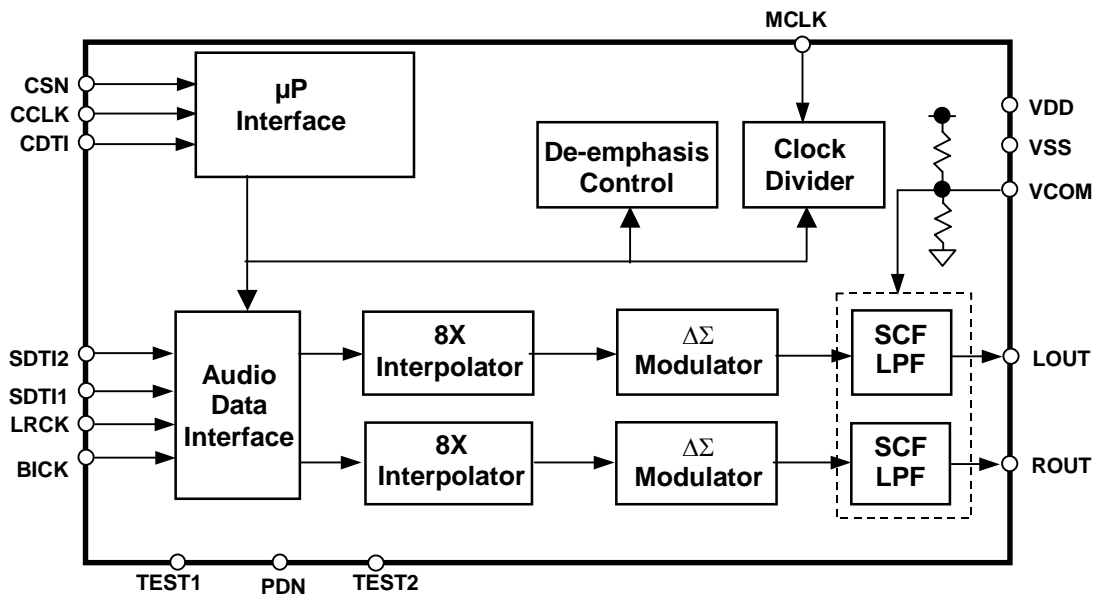 MCLK
CSN
CCLK
CDTI
µP
Interface
De-emphasis
Control
Clock
Divider
VDD
VSS
VCOM
SDTI2
SDTI1
LRCK
BICK
Audio
Data
Interface
8X
Interpolator
ΔΣ
Modulator
SCF
LPF
LOUT
8X
Interpolator
ΔΣ
Modulator
SCF
LPF
ROUT
TEST1
PDN
TEST2